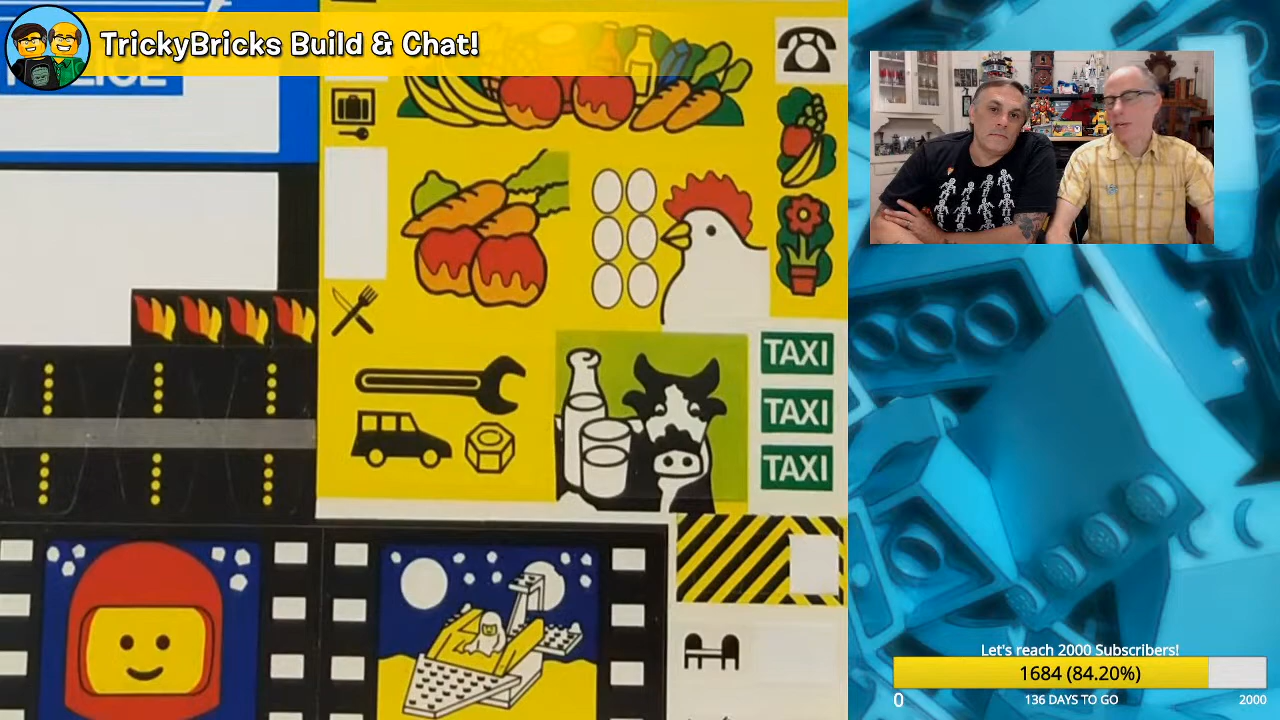 TrickyBricks Build & Chat!
POLICE
TAXI
TAXI
TAXI
Let's reach 2000 Subscribers!
1684 (84.20%)
0
136 DAYS TO GO
2000